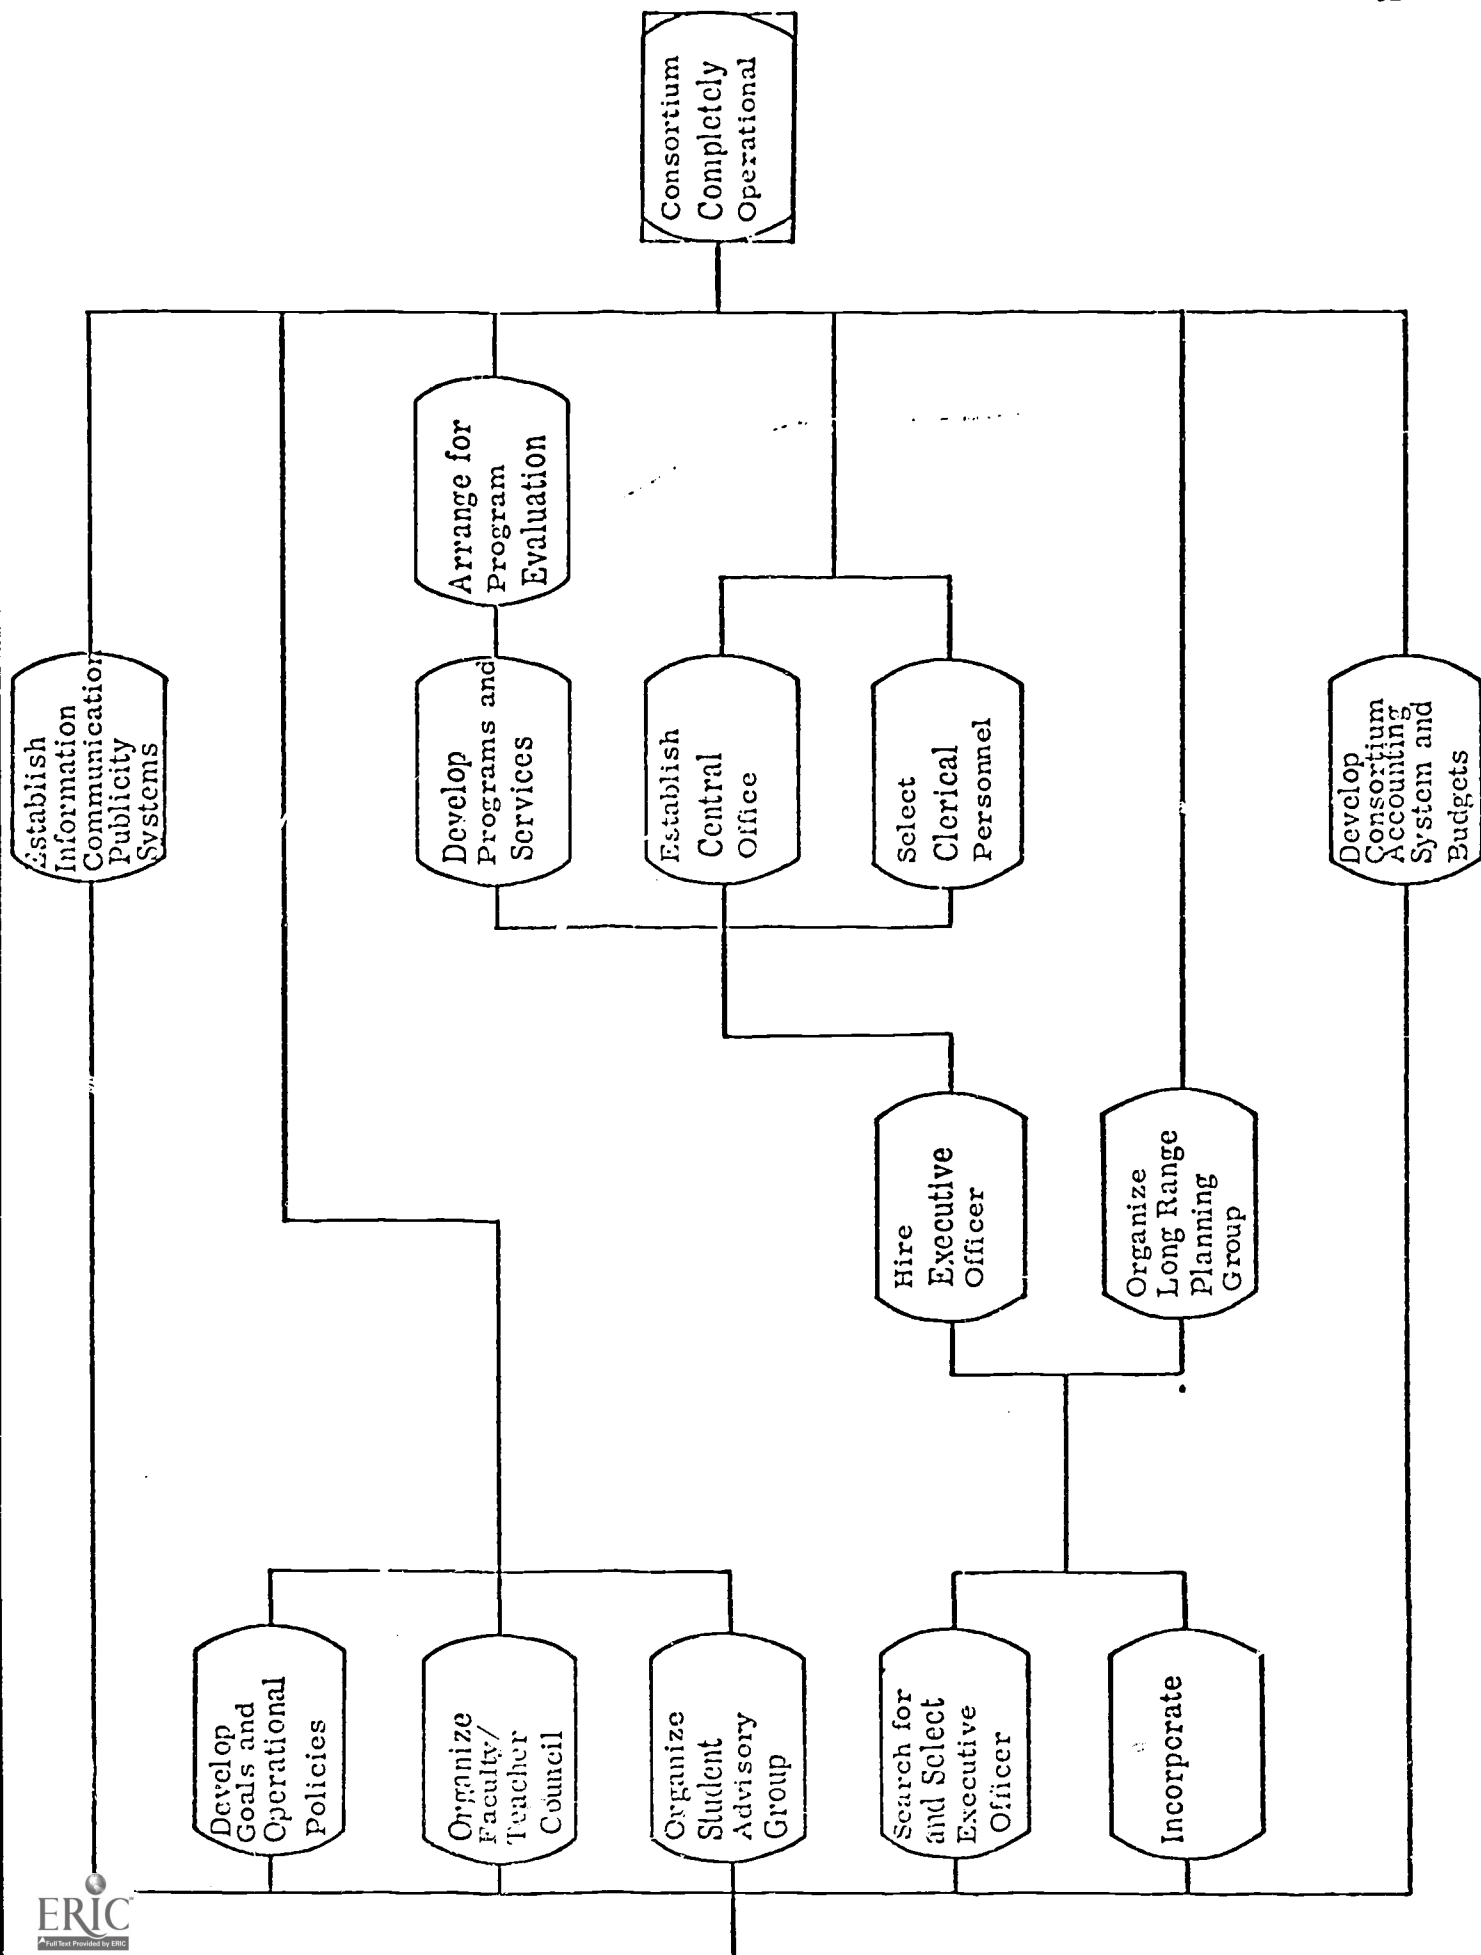 Establish
Information
Communication
Publicity
Systems
Develop
Goals and
Operational
Policies
Organize
Faculty/
Teacher
Council
Organize
Student
Advisory
Group
Search for
and Select
Executive
Officer
Incorporate
Hire
Executive
Officer
Organize
Long Range
Planning
Group
Develop
Programs and
Services
Establish
Central
Office
Select
Clerical
Personnel
Develop
Consortium
Accounting
System and
Budgets
Arrange for
Program
Evaluation
Consortium
Completely
Operational
ERIC
Full Text Provided by ERIC